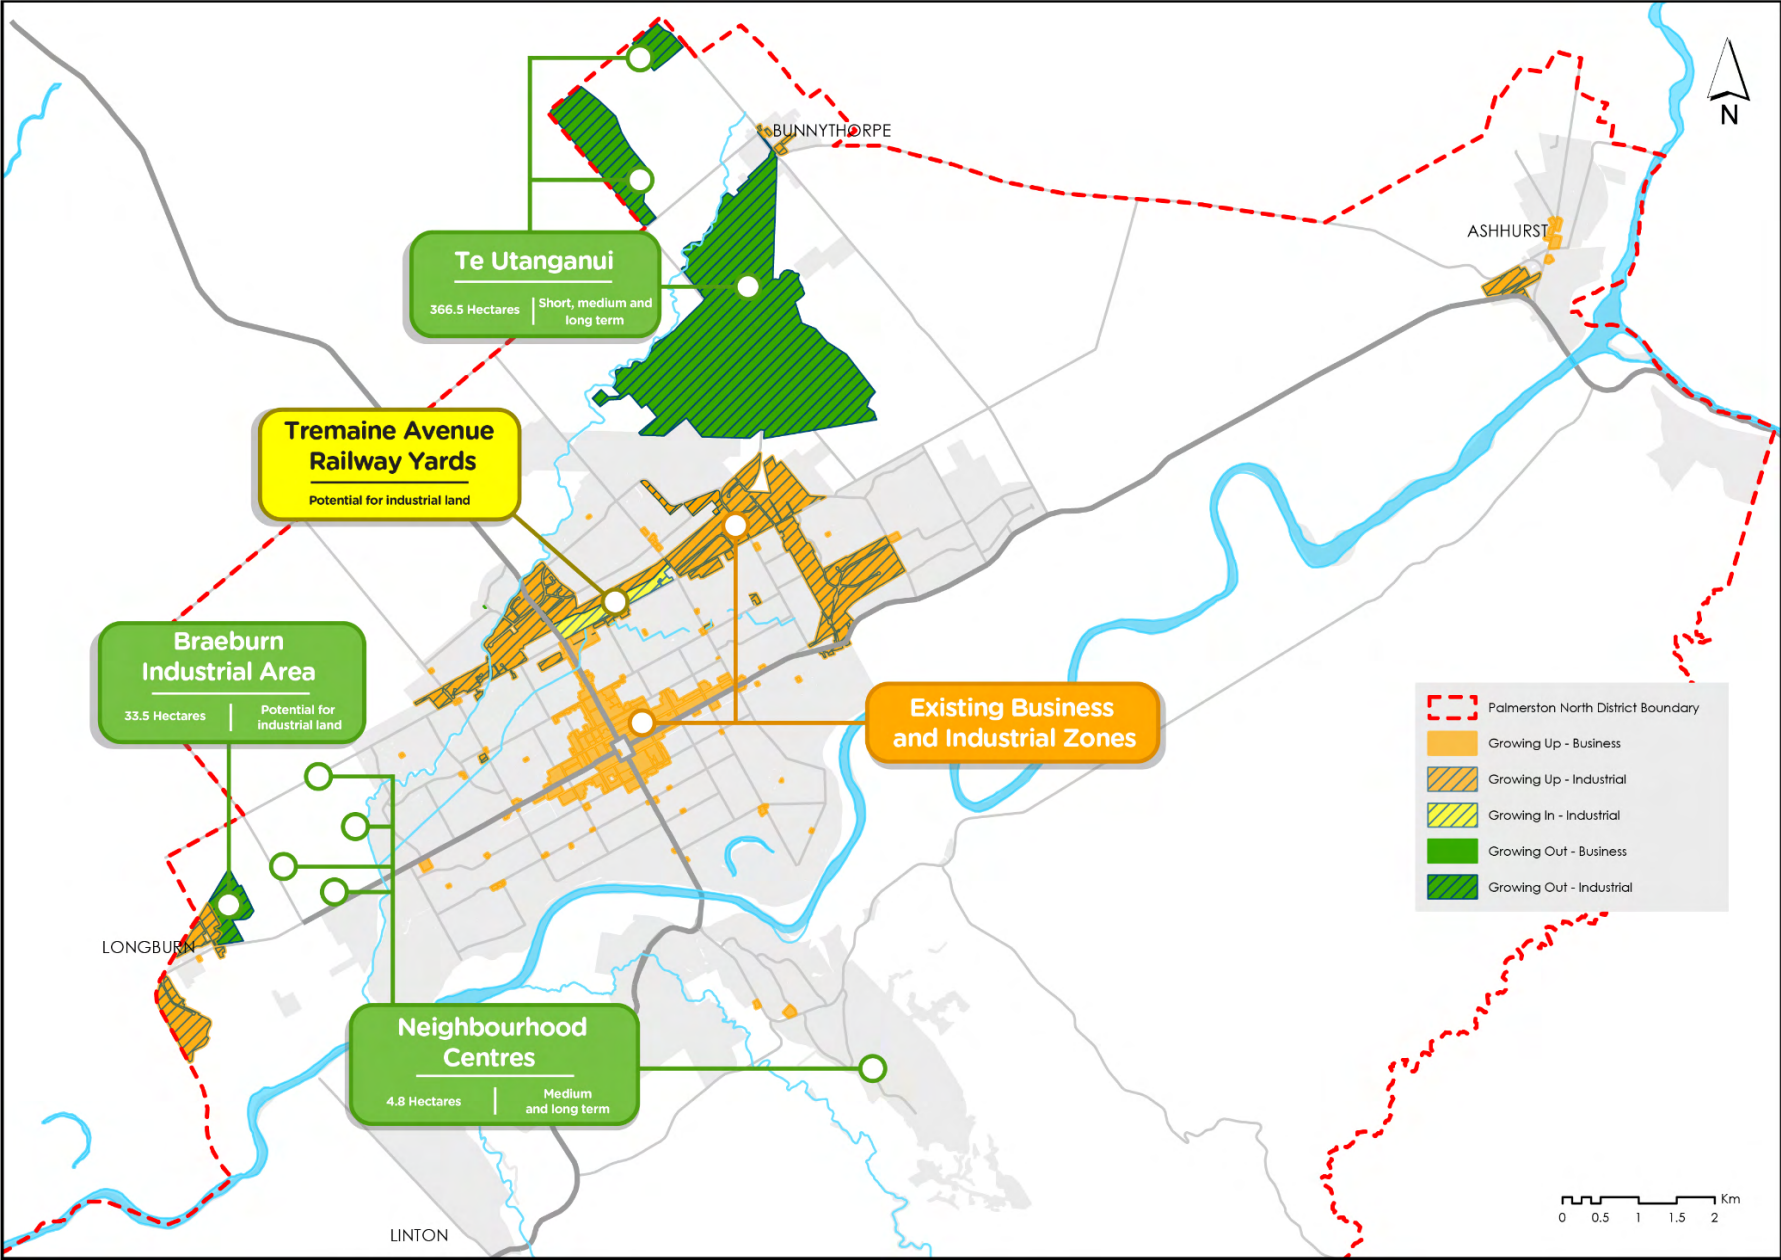 N
BUNNYTHORPE
ASHHURST
Te Utanganui
366.5 Hectares
Short, medium and
long term
Tremaine Avenue
Railway Yards
Potential for industrial land
Braeburn
Industrial Area
33.5 Hectares
Potential for
industrial land
Existing Business
and Industrial Zones
Palmerston North District Boundary
Growing Up - Business
Growing Up - Industrial
Growing In - Industrial
Growing Out - Business
Growing Out - Industrial
LONGBURN
Neighbourhood
Centres
4.8 Hectares
Medium
and long term
LINTON
Km
0 0.5 1 1.5 2